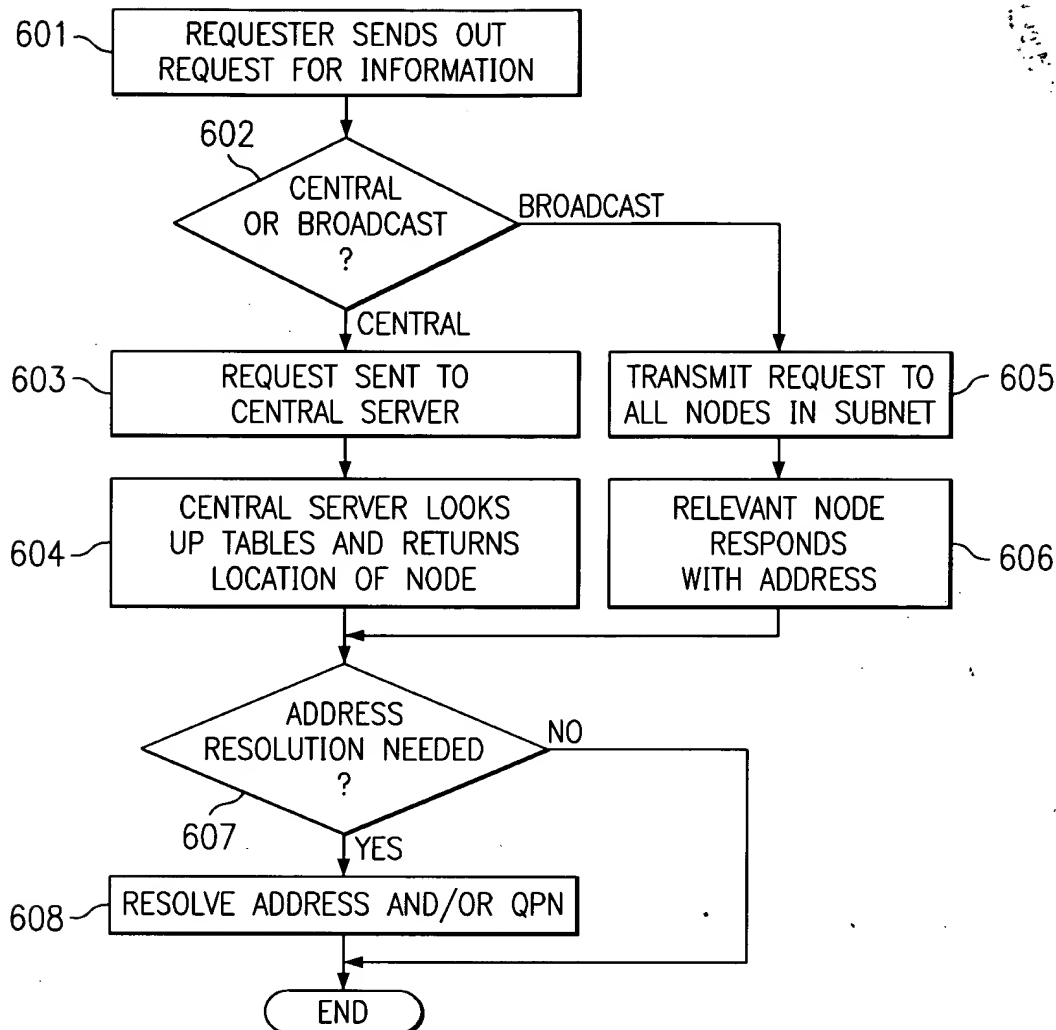 601
REQUESTER SENDS OUT
REQUEST FOR INFORMATION
602
CENTRAL
OR BROADCAST
?
BROADCAST
CENTRAL
603
REQUEST SENT TO
CENTRAL SERVER
TRANSMIT REQUEST TO
ALL NODES IN SUBNET
605
604
CENTRAL SERVER LOOKS
UP TABLES AND RETURNS
LOCATION OF NODE
RELEVANT NODE
RESPONDS
WITH ADDRESS
606
ADDRESS
RESOLUTION NEEDED
?
NO
607
YES
608
RESOLVE ADDRESS AND/OR QPN
END